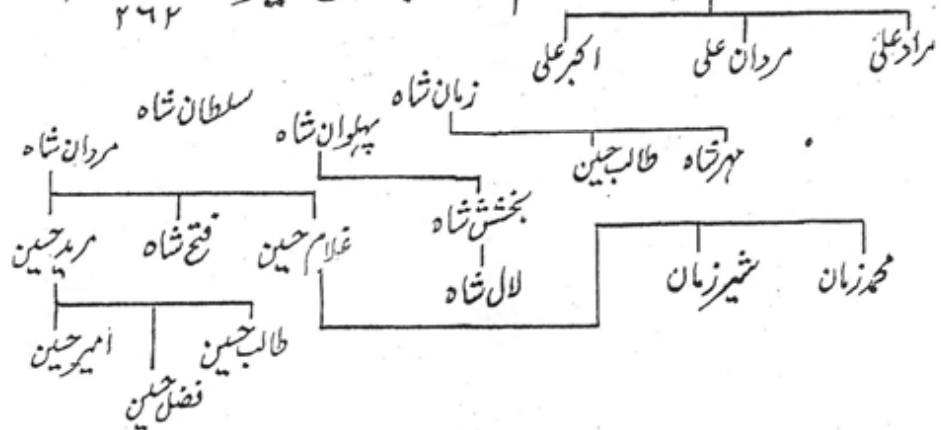 ۲۶۲
مراد علی مردان علی اکبر علی
زمان شاہ پہلوان شاہ سلطان شاہ مردان شاہ
مہر شاہ طالب حسین
بخشش شاہ
محمد زمان شیر زمان لال شاہ غلام حسین فتح شاہ مرید حسین
طالب حسین فضل حسین امیر حسین